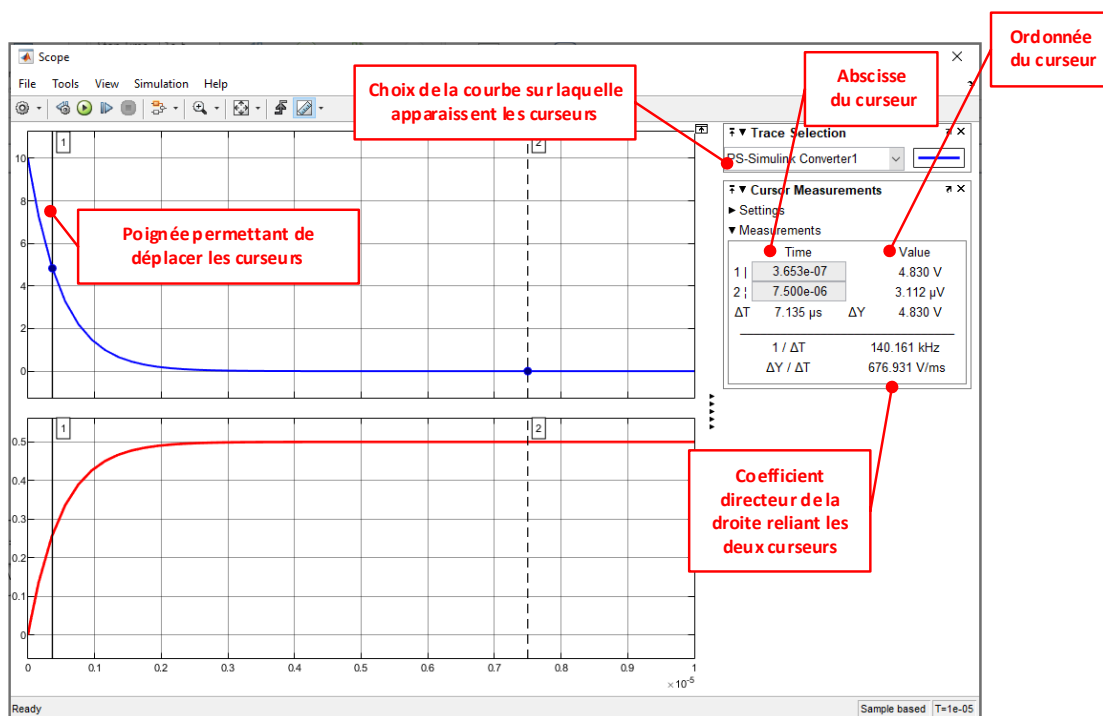 Scope
File Tools View Simulation Help
Choix de la courbe sur laquelle
apparaissent les curseurs
Abscisse
du curseur
Ordonnée
du curseur
Poignée permettant de
déplacer les curseurs
1
2
10
8
6
4
2
0
Trace Selection
PS-Simulink Converter1
Cursor Measurements
Settings
Measurements
Time Value
1 | 3.653e-07 4.830 V
2 ¦ 7.500e-06 3.112 µV
ΔT 7.135 µs ΔY 4.830 V
1 / ΔT 140.161 kHz
ΔY / ΔT 676.931 V/ms
Coefficient
directeur de la
droite reliant les
deux curseurs
1
2
0.5
0.4
0.3
0.2
0.1
0
0 0.1 0.2 0.3 0.4 0.5 0.6 0.7 0.8 0.9 1
×10⁻⁵
Ready Sample based T=1e-05